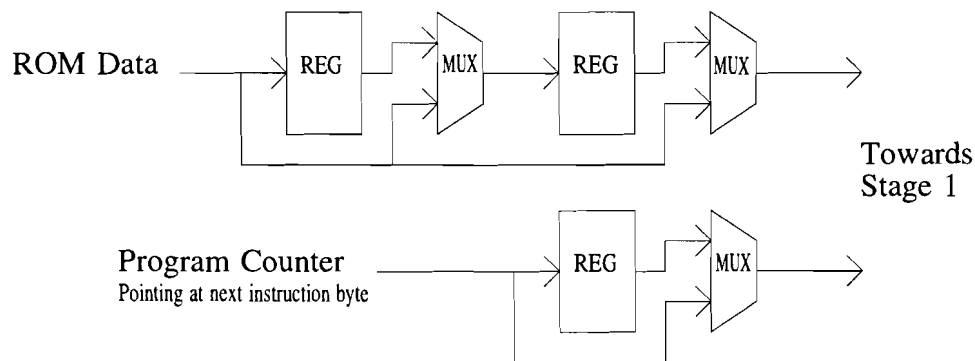 ROM Data
REG
MUX
REG
MUX
Towards
Stage 1
Program Counter
Pointing at next instruction byte
REG
MUX